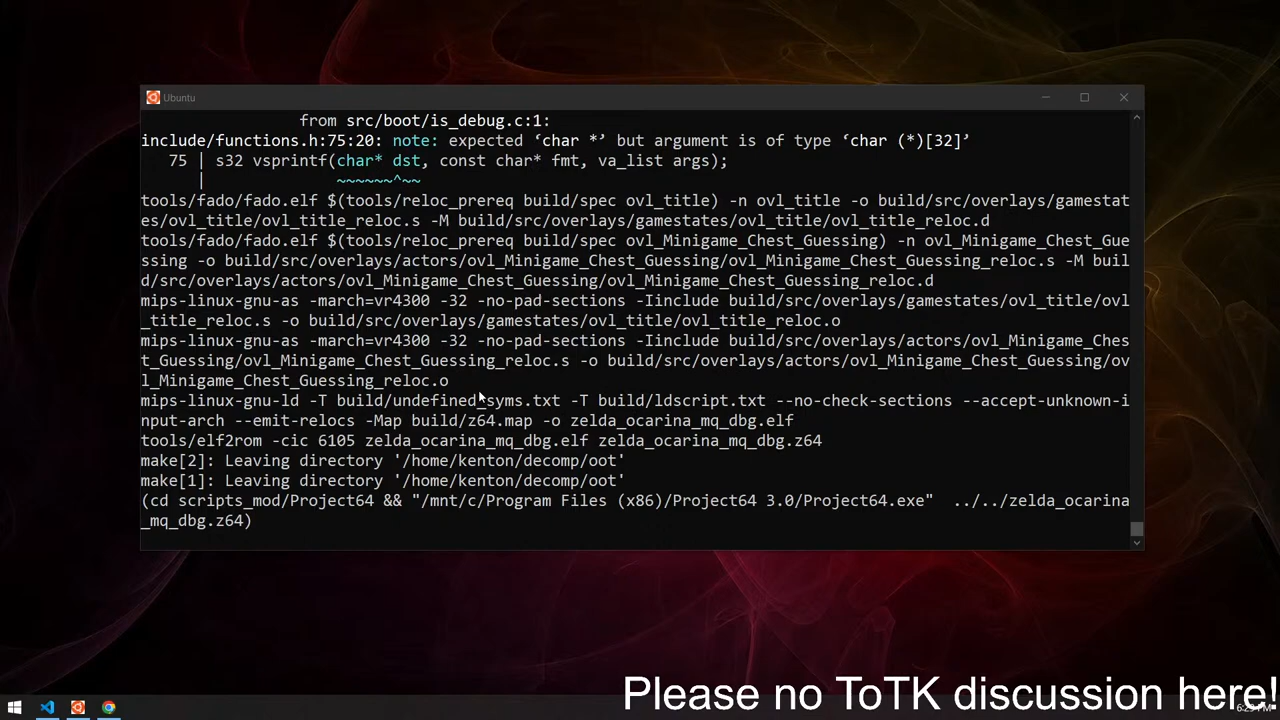 Ubuntu
from src/boot/is_debug.c:1:
include/functions.h:75:20: note: expected ‘char *’ but argument is of type ‘char (*)[32]’
75 | s32 vsprintf(char* dst, const char* fmt, va_list args);
| ~~~~~~^~~
tools/fado/fado.elf $(tools/reloc_prereq build/spec ovl_title) -n ovl_title -o build/src/overlays/gamestat
es/ovl_title/ovl_title_reloc.s -M build/src/overlays/gamestates/ovl_title/ovl_title_reloc.d
tools/fado/fado.elf $(tools/reloc_prereq build/spec ovl_Minigame_Chest_Guessing) -n ovl_Minigame_Chest_Gue
ssing -o build/src/overlays/actors/ovl_Minigame_Chest_Guessing/ovl_Minigame_Chest_Guessing_reloc.s -M buil
d/src/overlays/actors/ovl_Minigame_Chest_Guessing/ovl_Minigame_Chest_Guessing_reloc.d
mips-linux-gnu-as -march=vr4300 -32 -no-pad-sections -Iinclude build/src/overlays/gamestates/ovl_title/ovl
_title_reloc.s -o build/src/overlays/gamestates/ovl_title/ovl_title_reloc.o
mips-linux-gnu-as -march=vr4300 -32 -no-pad-sections -Iinclude build/src/overlays/actors/ovl_Minigame_Ches
t_Guessing/ovl_Minigame_Chest_Guessing_reloc.s -o build/src/overlays/actors/ovl_Minigame_Chest_Guessing/ov
l_Minigame_Chest_Guessing_reloc.o
mips-linux-gnu-ld -T build/undefined_syms.txt -T build/ldscript.txt --no-check-sections --accept-unknown-i
nput-arch --emit-relocs -Map build/z64.map -o zelda_ocarina_mq_dbg.elf
tools/elf2rom -cic 6105 zelda_ocarina_mq_dbg.elf zelda_ocarina_mq_dbg.z64
make[2]: Leaving directory '/home/kenton/decomp/oot'
make[1]: Leaving directory '/home/kenton/decomp/oot'
(cd scripts_mod/Project64 && "/mnt/c/Program Files (x86)/Project64 3.0/Project64.exe" ../../zelda_ocarina
_mq_dbg.z64)
Please no ToTK discussion here!